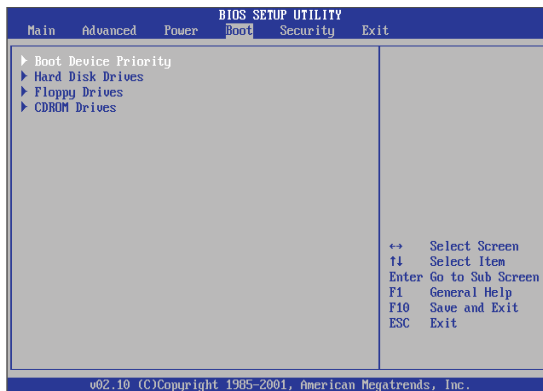 BIOS SETUP UTILITY
Main Advanced Power Boot Security Exit
Boot Device Priority
Hard Disk Drives
Floppy Drives
CDROM Drives
↔ Select Screen
↑↓ Select Item
Enter Go to Sub Screen
F1 General Help
F10 Save and Exit
ESC Exit
v02.10 (C)Copyright 1985-2001, American Megatrends, Inc.